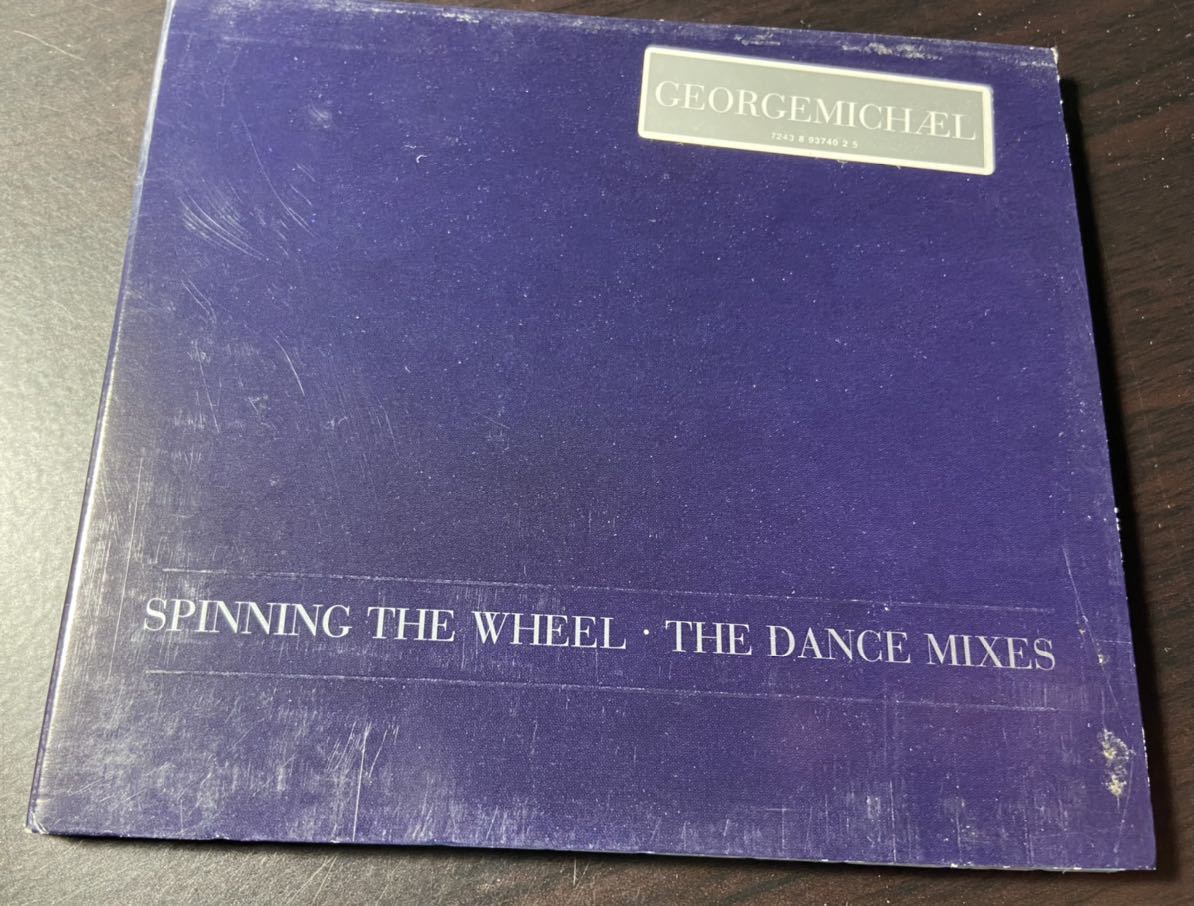 GEORGEMICHÆL
7243 8 93740 2 5
SPINNING THE WHEEL · THE DANCE MIXES